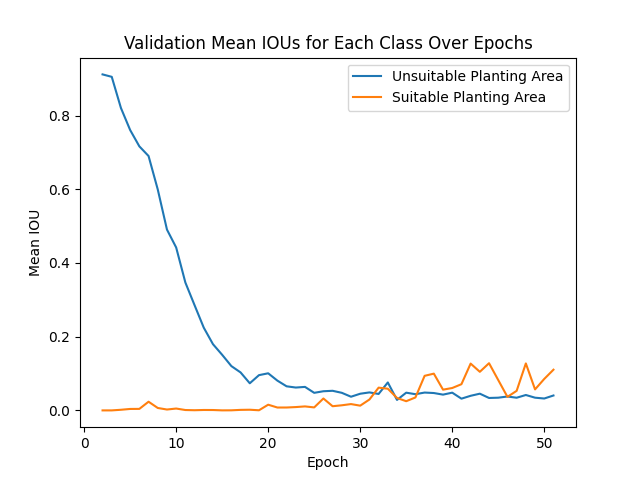 Validation Mean IOUs for Each Class Over Epochs
Unsuitable Planting Area
Suitable Planting Area
Mean IOU
0.8
0.6
0.4
0.2
0.0
0 10 20 30 40 50
Epoch